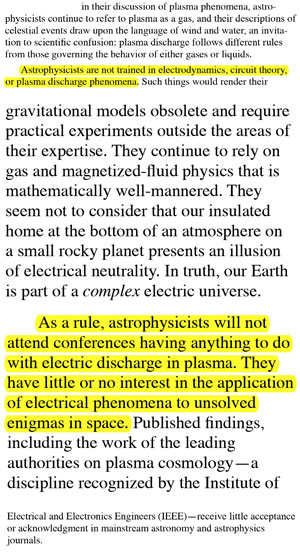 in their discussion of plasma phenomena, astro-
physicists continue to refer to plasma as a gas, and their descriptions of
celestial events draw upon the language of wind and water, an invita-
tion to scientific confusion: plasma discharge follows different rules
from those governing the behavior of either gases or liquids.
Astrophysicists are not trained in electrodynamics, circuit theory,
or plasma discharge phenomena. Such things would render their
gravitational models obsolete and require
practical experiments outside the areas of
their expertise. They continue to rely on
gas and magnetized-fluid physics that is
mathematically well-mannered. They
seem not to consider that our insulated
home at the bottom of an atmosphere on
a small rocky planet presents an illusion
of electrical neutrality. In truth, our Earth
is part of a complex electric universe.
As a rule, astrophysicists will not
attend conferences having anything to do
with electric discharge in plasma. They
have little or no interest in the application
of electrical phenomena to unsolved
enigmas in space. Published findings,
including the work of the leading
authorities on plasma cosmology—a
discipline recognized by the Institute of
Electrical and Electronics Engineers (IEEE)—receive little acceptance
or acknowledgment in mainstream astronomy and astrophysics
journals.